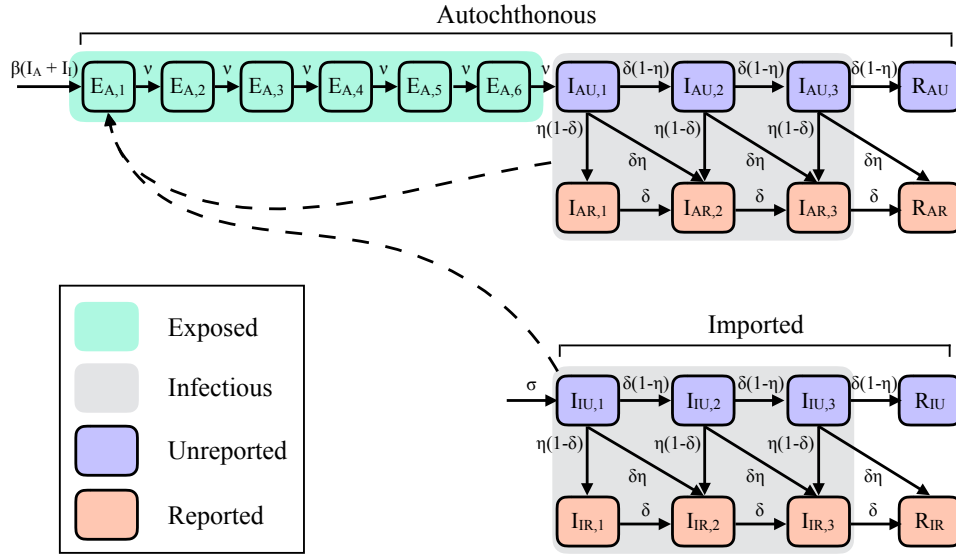 Autochthonous
β(I_A + I_I) ν ν ν ν ν ν δ(1-η) δ(1-η) δ(1-η)
E_A,1 E_A,2 E_A,3 E_A,4 E_A,5 E_A,6 I_AU,1 I_AU,2 I_AU,3 R_AU
η(1-δ) η(1-δ) η(1-δ)
δη δη δη
δ δ δ
I_AR,1 I_AR,2 I_AR,3 R_AR
Imported
σ δ(1-η) δ(1-η) δ(1-η)
I_IU,1 I_IU,2 I_IU,3 R_IU
η(1-δ) η(1-δ) η(1-δ)
δη δη δη
δ δ δ
I_IR,1 I_IR,2 I_IR,3 R_IR
Exposed
Infectious
Unreported
Reported